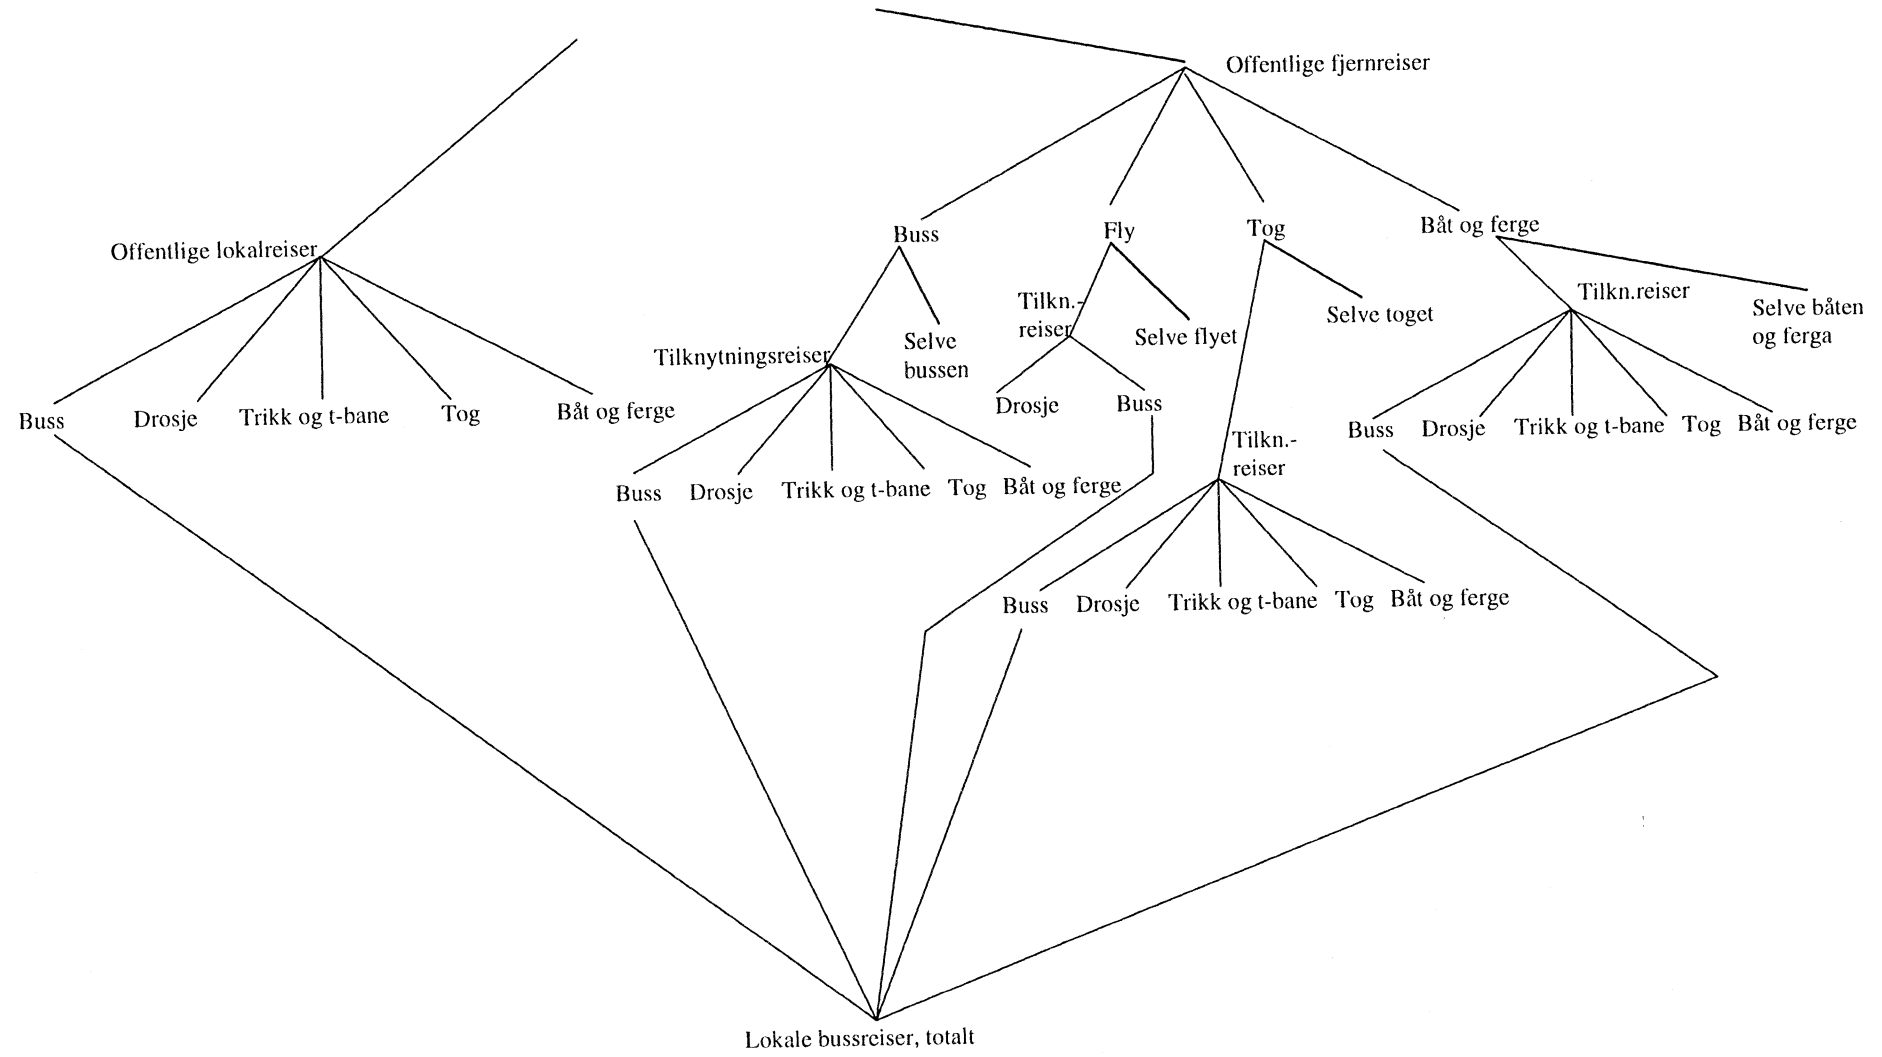 Offentlige fjernreiser
Buss
Fly
Tog
Båt og ferge
Offentlige lokalreiser
Tilkn.-
reiser
Selve flyet
Selve toget
Tilkn.reiser
Selve båten
og ferga
Tilknytningsreiser
Selve
bussen
Buss
Drosje
Trikk og t-bane
Tog
Båt og ferge
Drosje
Buss
Buss
Drosje
Trikk og t-bane
Tog
Båt og ferge
Tilkn.-
reiser
Buss
Drosje
Trikk og t-bane
Tog
Båt og ferge
Buss
Drosje
Trikk og t-bane
Tog
Båt og ferge
Lokale bussreiser, totalt